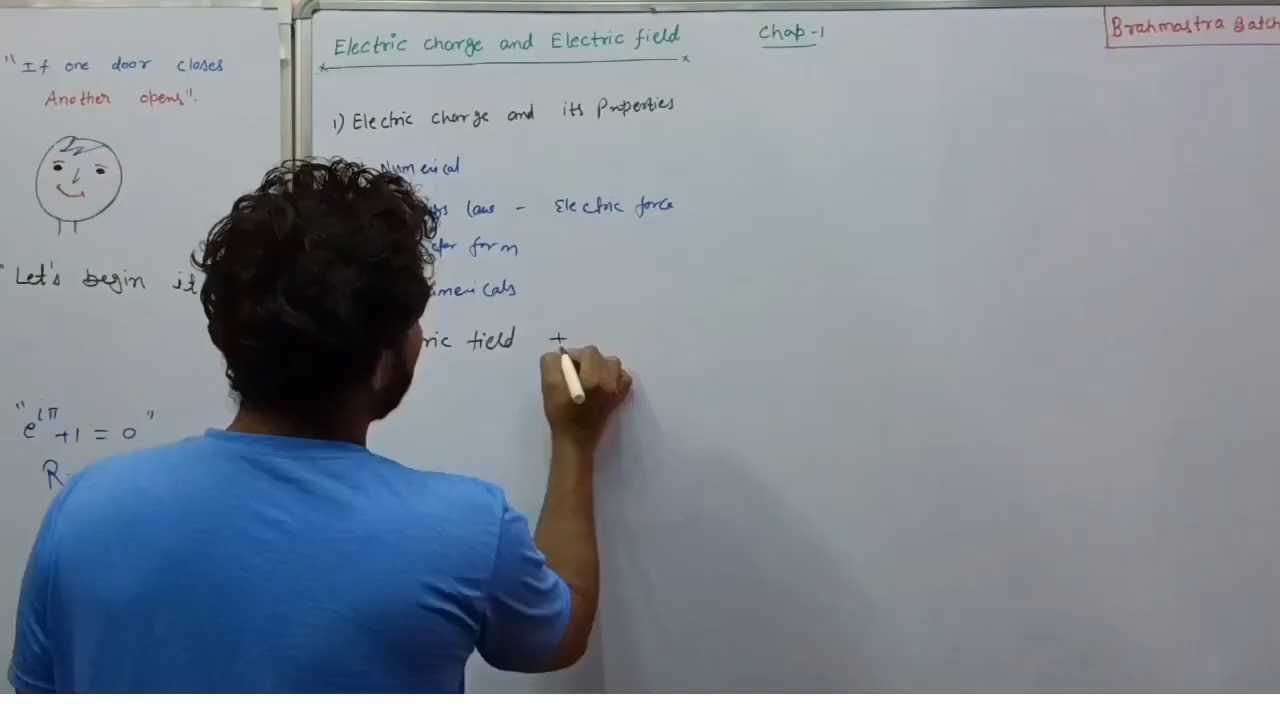 "If one door closes
Another opens".
"Let's begin it
"e^iπ +1 = 0"
R
Electric charge and Electric field
Chap-1
Brahmastra Batch
1) Electric charge and its Properties
Numerical
law - Electric force
form
field +